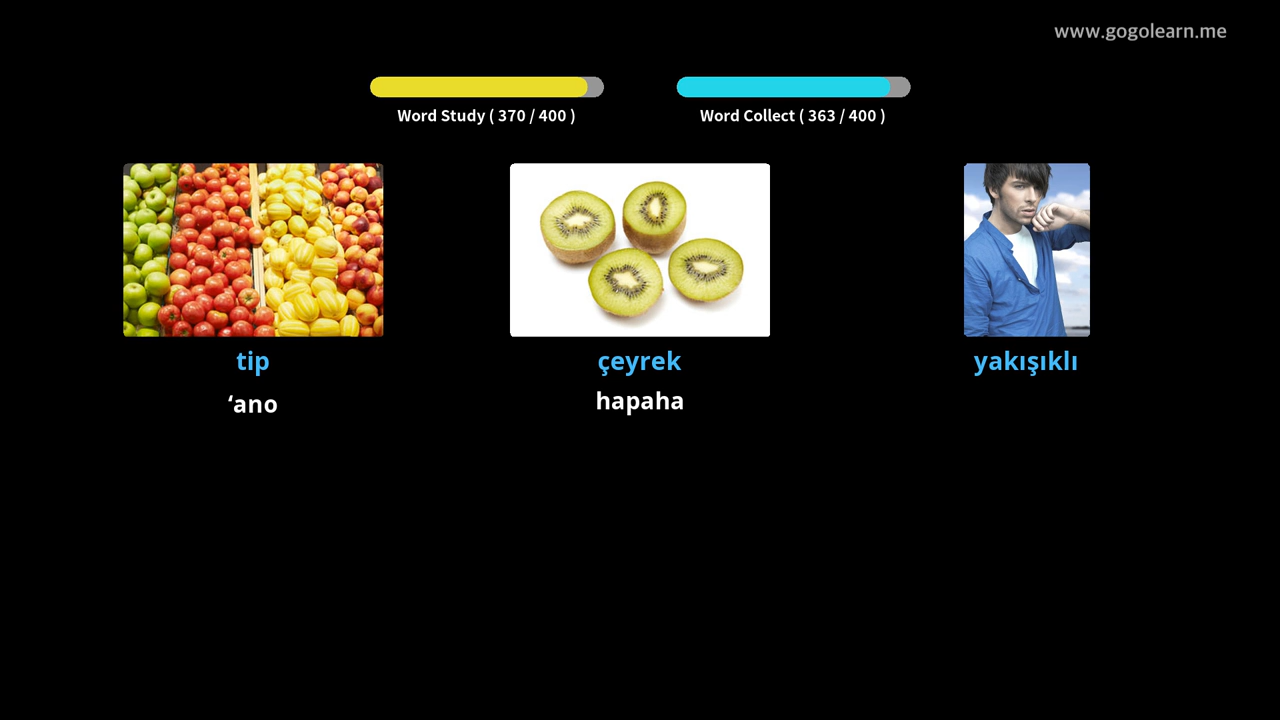 www.gogolearn.me
Word Study ( 370 / 400 )
Word Collect ( 363 / 400 )
tip
çeyrek
yakışıklı
‘ano
hapaha